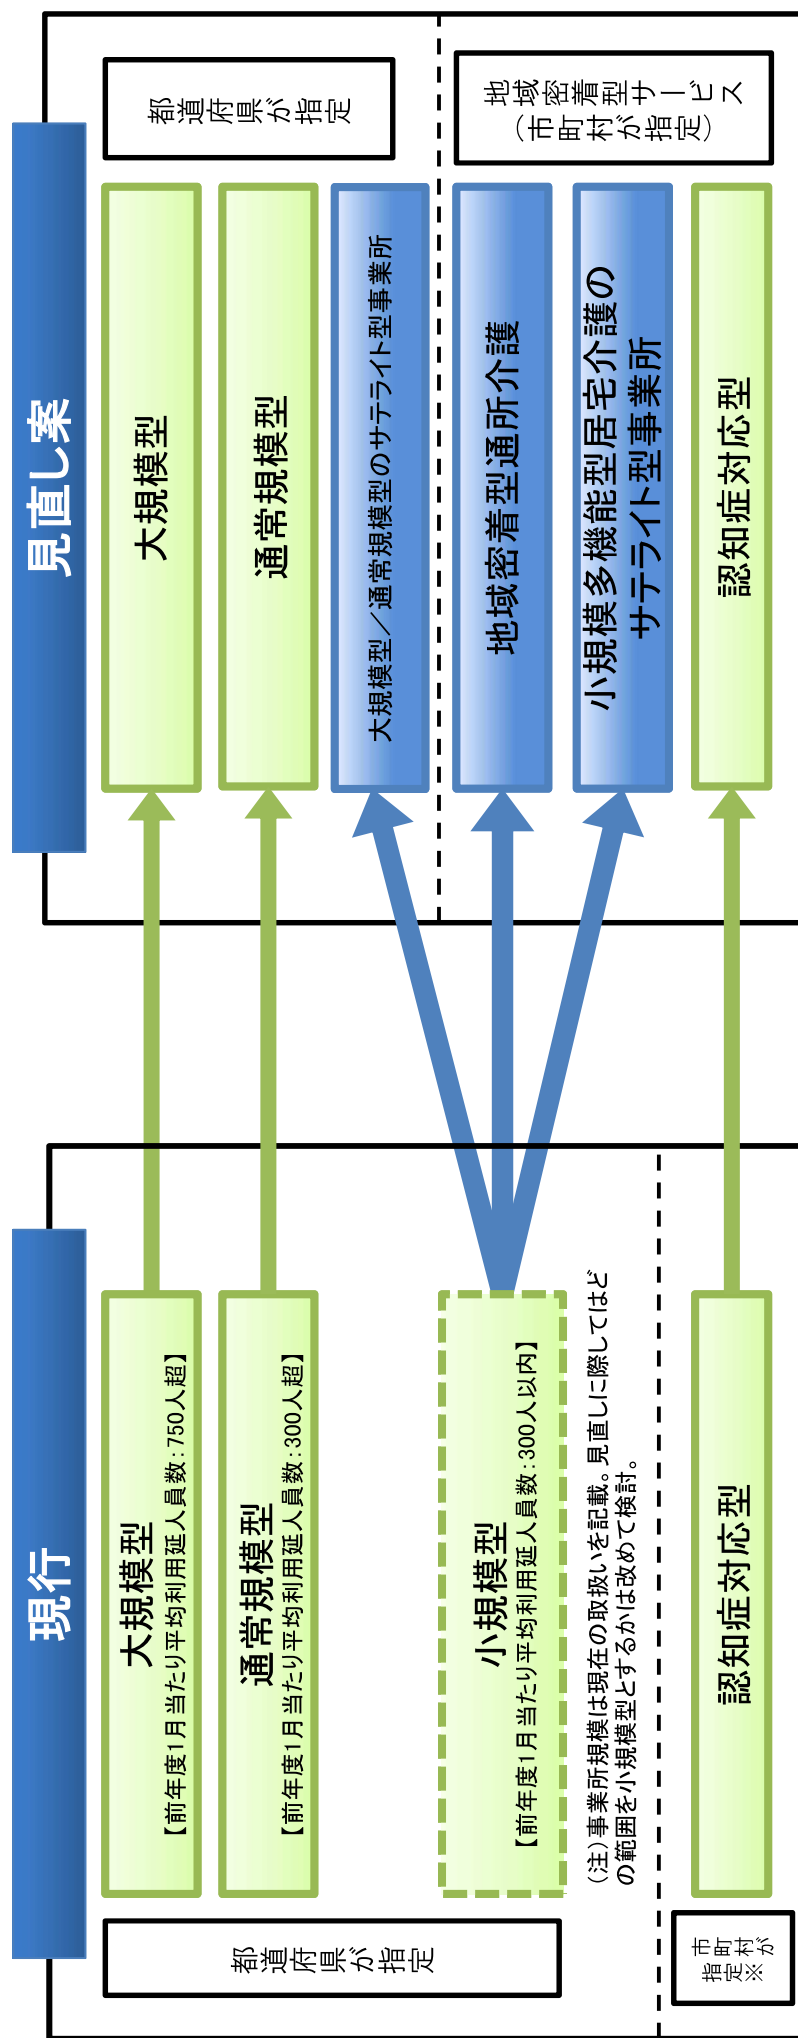 現行
都道府県が指定
大規模型
【前年度1月当たり平均利用延人員数：750人超】
通常規模型
【前年度1月当たり平均利用延人員数：300人超】
小規模型
【前年度1月当たり平均利用延人員数：300人以内】
（注）事業所規模は現在の取扱いを記載。見直しに際してはど
の範囲を小規模型とするかは改めて検討。
市町村が
指定※
認知症対応型
見直し案
大規模型
通常規模型
大規模型／通常規模型のサテライト型事業所
都道府県が指定
地域密着型通所介護
小規模多機能型居宅介護の
サテライト型事業所
認知症対応型
地域密着型サービス
（市町村が指定）